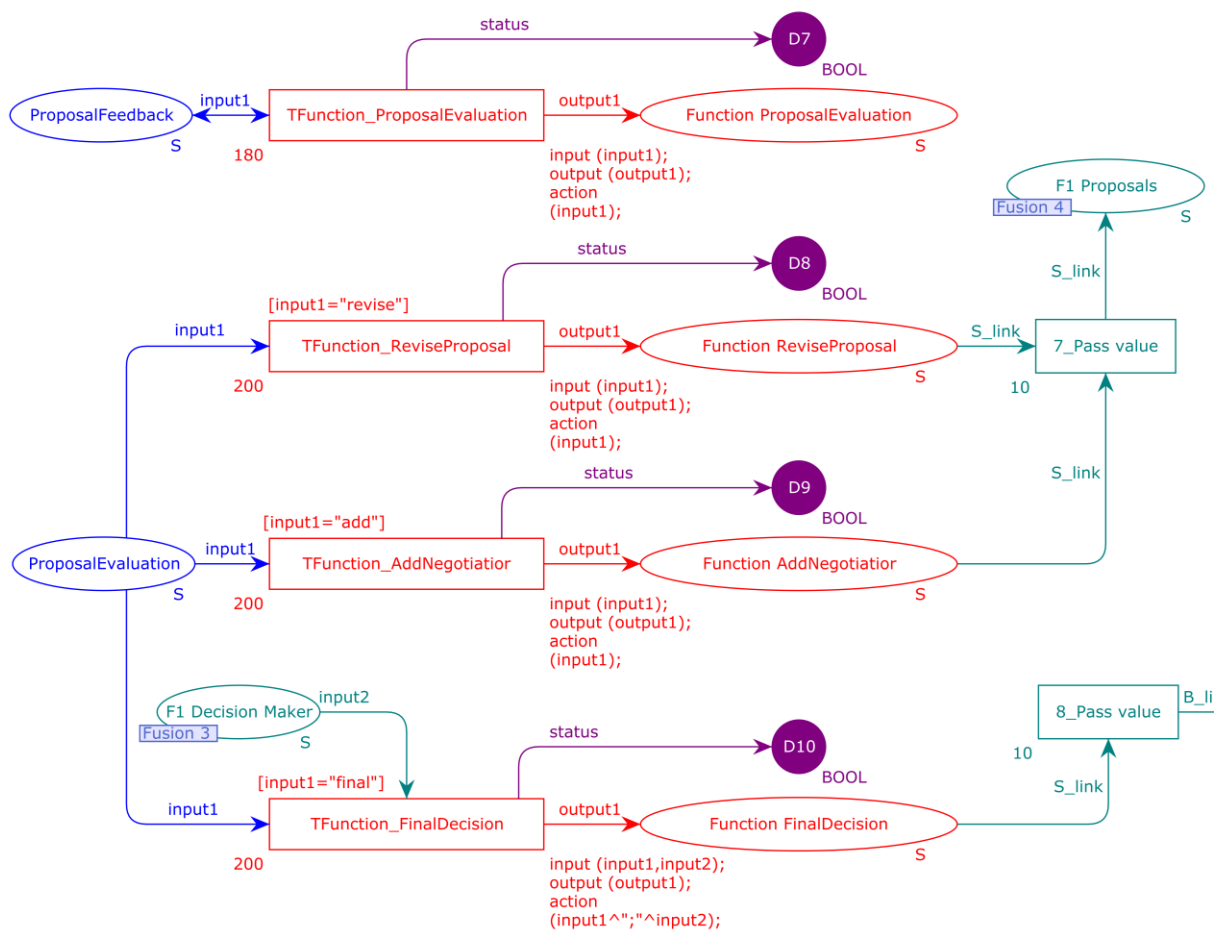 status
D7
BOOL
ProposalFeedback
S
input1
TFunction_ProposalEvaluation
180
output1
Function ProposalEvaluation
S
input (input1);
output (output1);
action
(input1);
F1 Proposals
Fusion 4
S
S_link
status
D8
BOOL
[input1="revise"]
input1
TFunction_ReviseProposal
200
output1
Function ReviseProposal
S
S_link
7_Pass value
10
input (input1);
output (output1);
action
(input1);
status
D9
BOOL
S_link
[input1="add"]
ProposalEvaluation
S
input1
TFunction_AddNegotiatior
200
output1
Function AddNegotiatior
S
input (input1);
output (output1);
action
(input1);
F1 Decision Maker
Fusion 3
S
input2
status
D10
BOOL
8_Pass value
10
B_li
S_link
[input1="final"]
input1
TFunction_FinalDecision
200
output1
Function FinalDecision
S
input (input1,input2);
output (output1);
action
(input1^";"^input2);